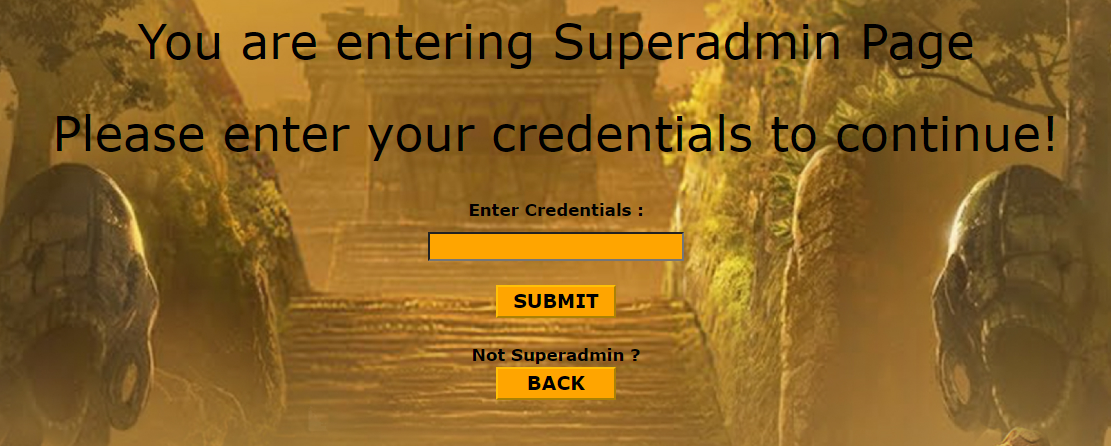 You are entering Superadmin Page
Please enter your credentials to continue!
Enter Credentials :
SUBMIT
Not Superadmin ?
BACK